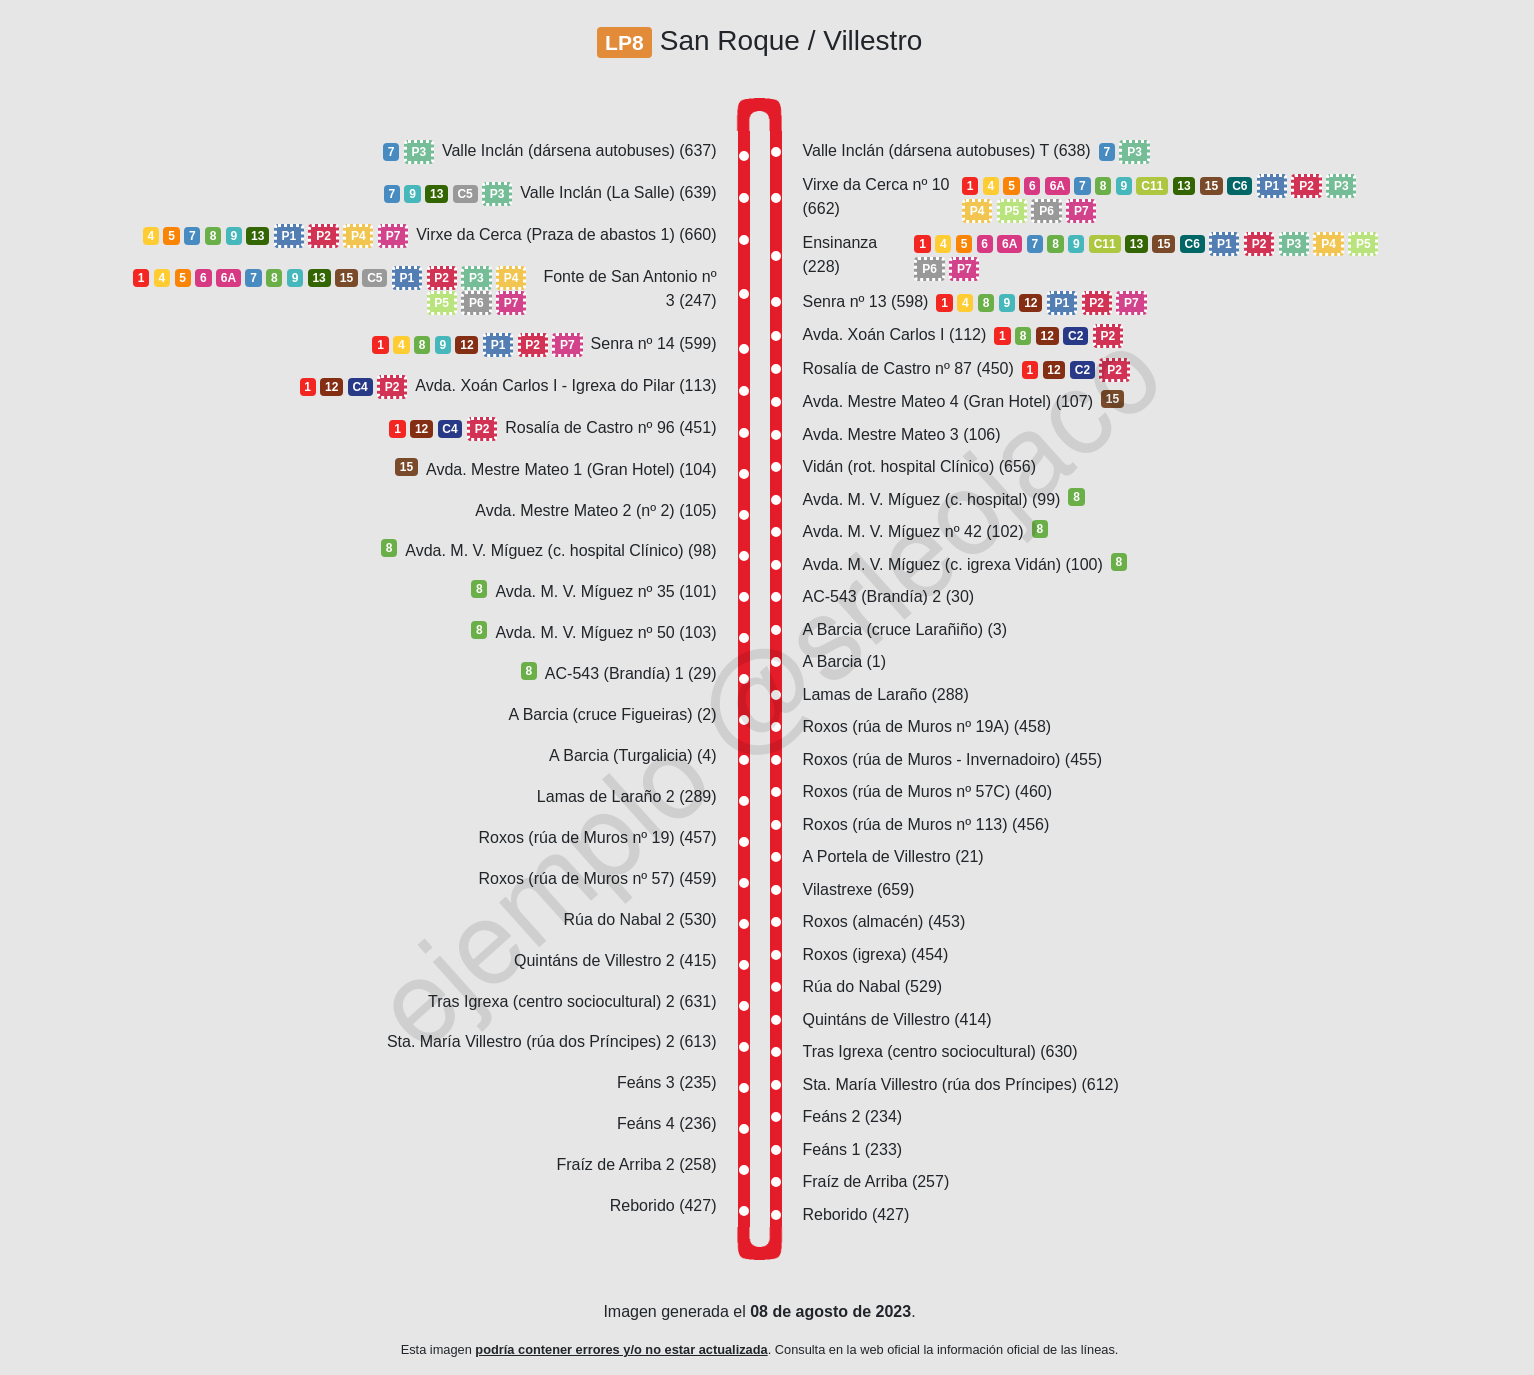 LP8 San Roque / Villestro
7 P3 Valle Inclán (dársena autobuses) (637)
7 9 13 C5 P3 Valle Inclán (La Salle) (639)
4 5 7 8 9 13 P1 P2 P4 P7 Virxe da Cerca (Praza de abastos 1) (660)
1 4 5 6 6A 7 8 9 13 15 C5 P1 P2 P3 P4 Fonte de San Antonio nº
P5 P6 P7 3 (247)
1 4 8 9 12 P1 P2 P7 Senra nº 14 (599)
1 12 C4 P2 Avda. Xoán Carlos I - Igrexa do Pilar (113)
1 12 C4 P2 Rosalía de Castro nº 96 (451)
15 Avda. Mestre Mateo 1 (Gran Hotel) (104)
Avda. Mestre Mateo 2 (nº 2) (105)
8 Avda. M. V. Míguez (c. hospital Clínico) (98)
8 Avda. M. V. Míguez nº 35 (101)
8 Avda. M. V. Míguez nº 50 (103)
8 AC-543 (Brandía) 1 (29)
A Barcia (cruce Figueiras) (2)
A Barcia (Turgalicia) (4)
Lamas de Laraño 2 (289)
Roxos (rúa de Muros nº 19) (457)
Roxos (rúa de Muros nº 57) (459)
Rúa do Nabal 2 (530)
Quintáns de Villestro 2 (415)
Tras Igrexa (centro sociocultural) 2 (631)
Sta. María Villestro (rúa dos Príncipes) 2 (613)
Feáns 3 (235)
Feáns 4 (236)
Fraíz de Arriba 2 (258)
Reborido (427)
Valle Inclán (dársena autobuses) T (638) 7 P3
Virxe da Cerca nº 10 1 4 5 6 6A 7 8 9 C11 13 15 C6 P1 P2 P3
(662) P4 P5 P6 P7
Ensinanza 1 4 5 6 6A 7 8 9 C11 13 15 C6 P1 P2 P3 P4 P5
(228) P6 P7
Senra nº 13 (598) 1 4 8 9 12 P1 P2 P7
Avda. Xoán Carlos I (112) 1 8 12 C2 P2
Rosalía de Castro nº 87 (450) 1 12 C2 P2
Avda. Mestre Mateo 4 (Gran Hotel) (107) 15
Avda. Mestre Mateo 3 (106)
Vidán (rot. hospital Clínico) (656)
Avda. M. V. Míguez (c. hospital) (99) 8
Avda. M. V. Míguez nº 42 (102) 8
Avda. M. V. Míguez (c. igrexa Vidán) (100) 8
AC-543 (Brandía) 2 (30)
A Barcia (cruce Larañiño) (3)
A Barcia (1)
Lamas de Laraño (288)
Roxos (rúa de Muros nº 19A) (458)
Roxos (rúa de Muros - Invernadoiro) (455)
Roxos (rúa de Muros nº 57C) (460)
Roxos (rúa de Muros nº 113) (456)
A Portela de Villestro (21)
Vilastrexe (659)
Roxos (almacén) (453)
Roxos (igrexa) (454)
Rúa do Nabal (529)
Quintáns de Villestro (414)
Tras Igrexa (centro sociocultural) (630)
Sta. María Villestro (rúa dos Príncipes) (612)
Feáns 2 (234)
Feáns 1 (233)
Fraíz de Arriba (257)
Reborido (427)
ejemplo @srleojaco
Imagen generada el 08 de agosto de 2023.
Esta imagen podría contener errores y/o no estar actualizada. Consulta en la web oficial la información oficial de las líneas.